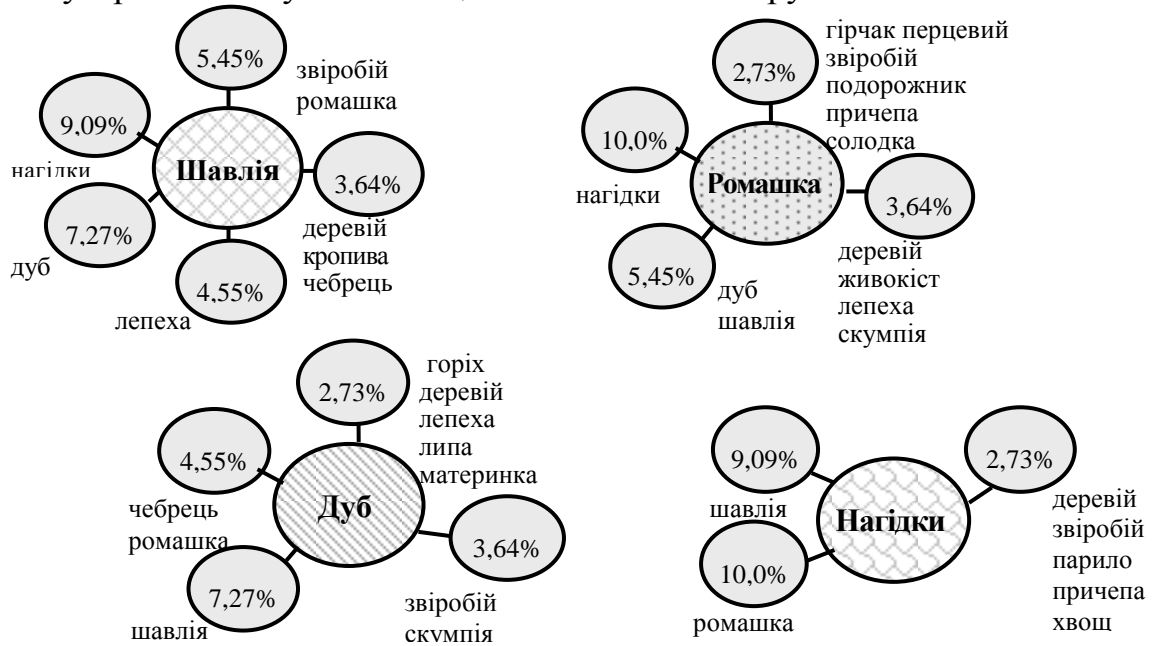 5,45%
звіробій
ромашка
9,09%
нагідки
Шавлія
3,64%
деревій
кропива
чебрець
7,27%
дуб
4,55%
лепеха
гірчак перцевий
звіробій
подорожник
причепа
солодка
2,73%
10,0%
нагідки
Ромашка
3,64%
деревій
живокіст
лепеха
скумпія
5,45%
дуб
шавлія
2,73%
горіх
деревій
лепеха
липа
материнка
4,55%
чебрець
ромашка
Дуб
3,64%
звіробій
скумпія
7,27%
шавлія
9,09%
шавлія
Нагідки
2,73%
деревій
звіробій
парило
причепа
хвощ
10,0%
ромашка